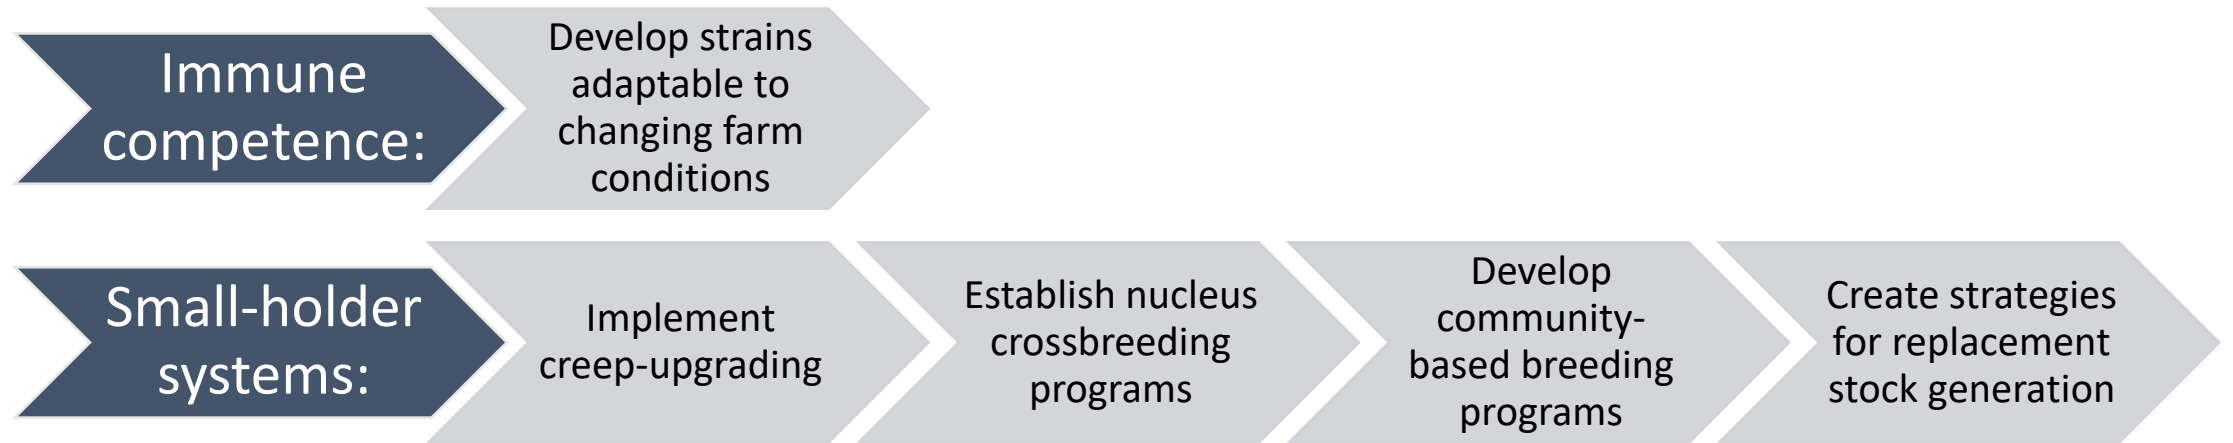 Immune
competence:
Develop strains
adaptable to
changing farm
conditions
Small-holder
systems:
Implement
creep-upgrading
Establish nucleus
crossbreeding
programs
Develop
community-
based breeding
programs
Create strategies
for replacement
stock generation